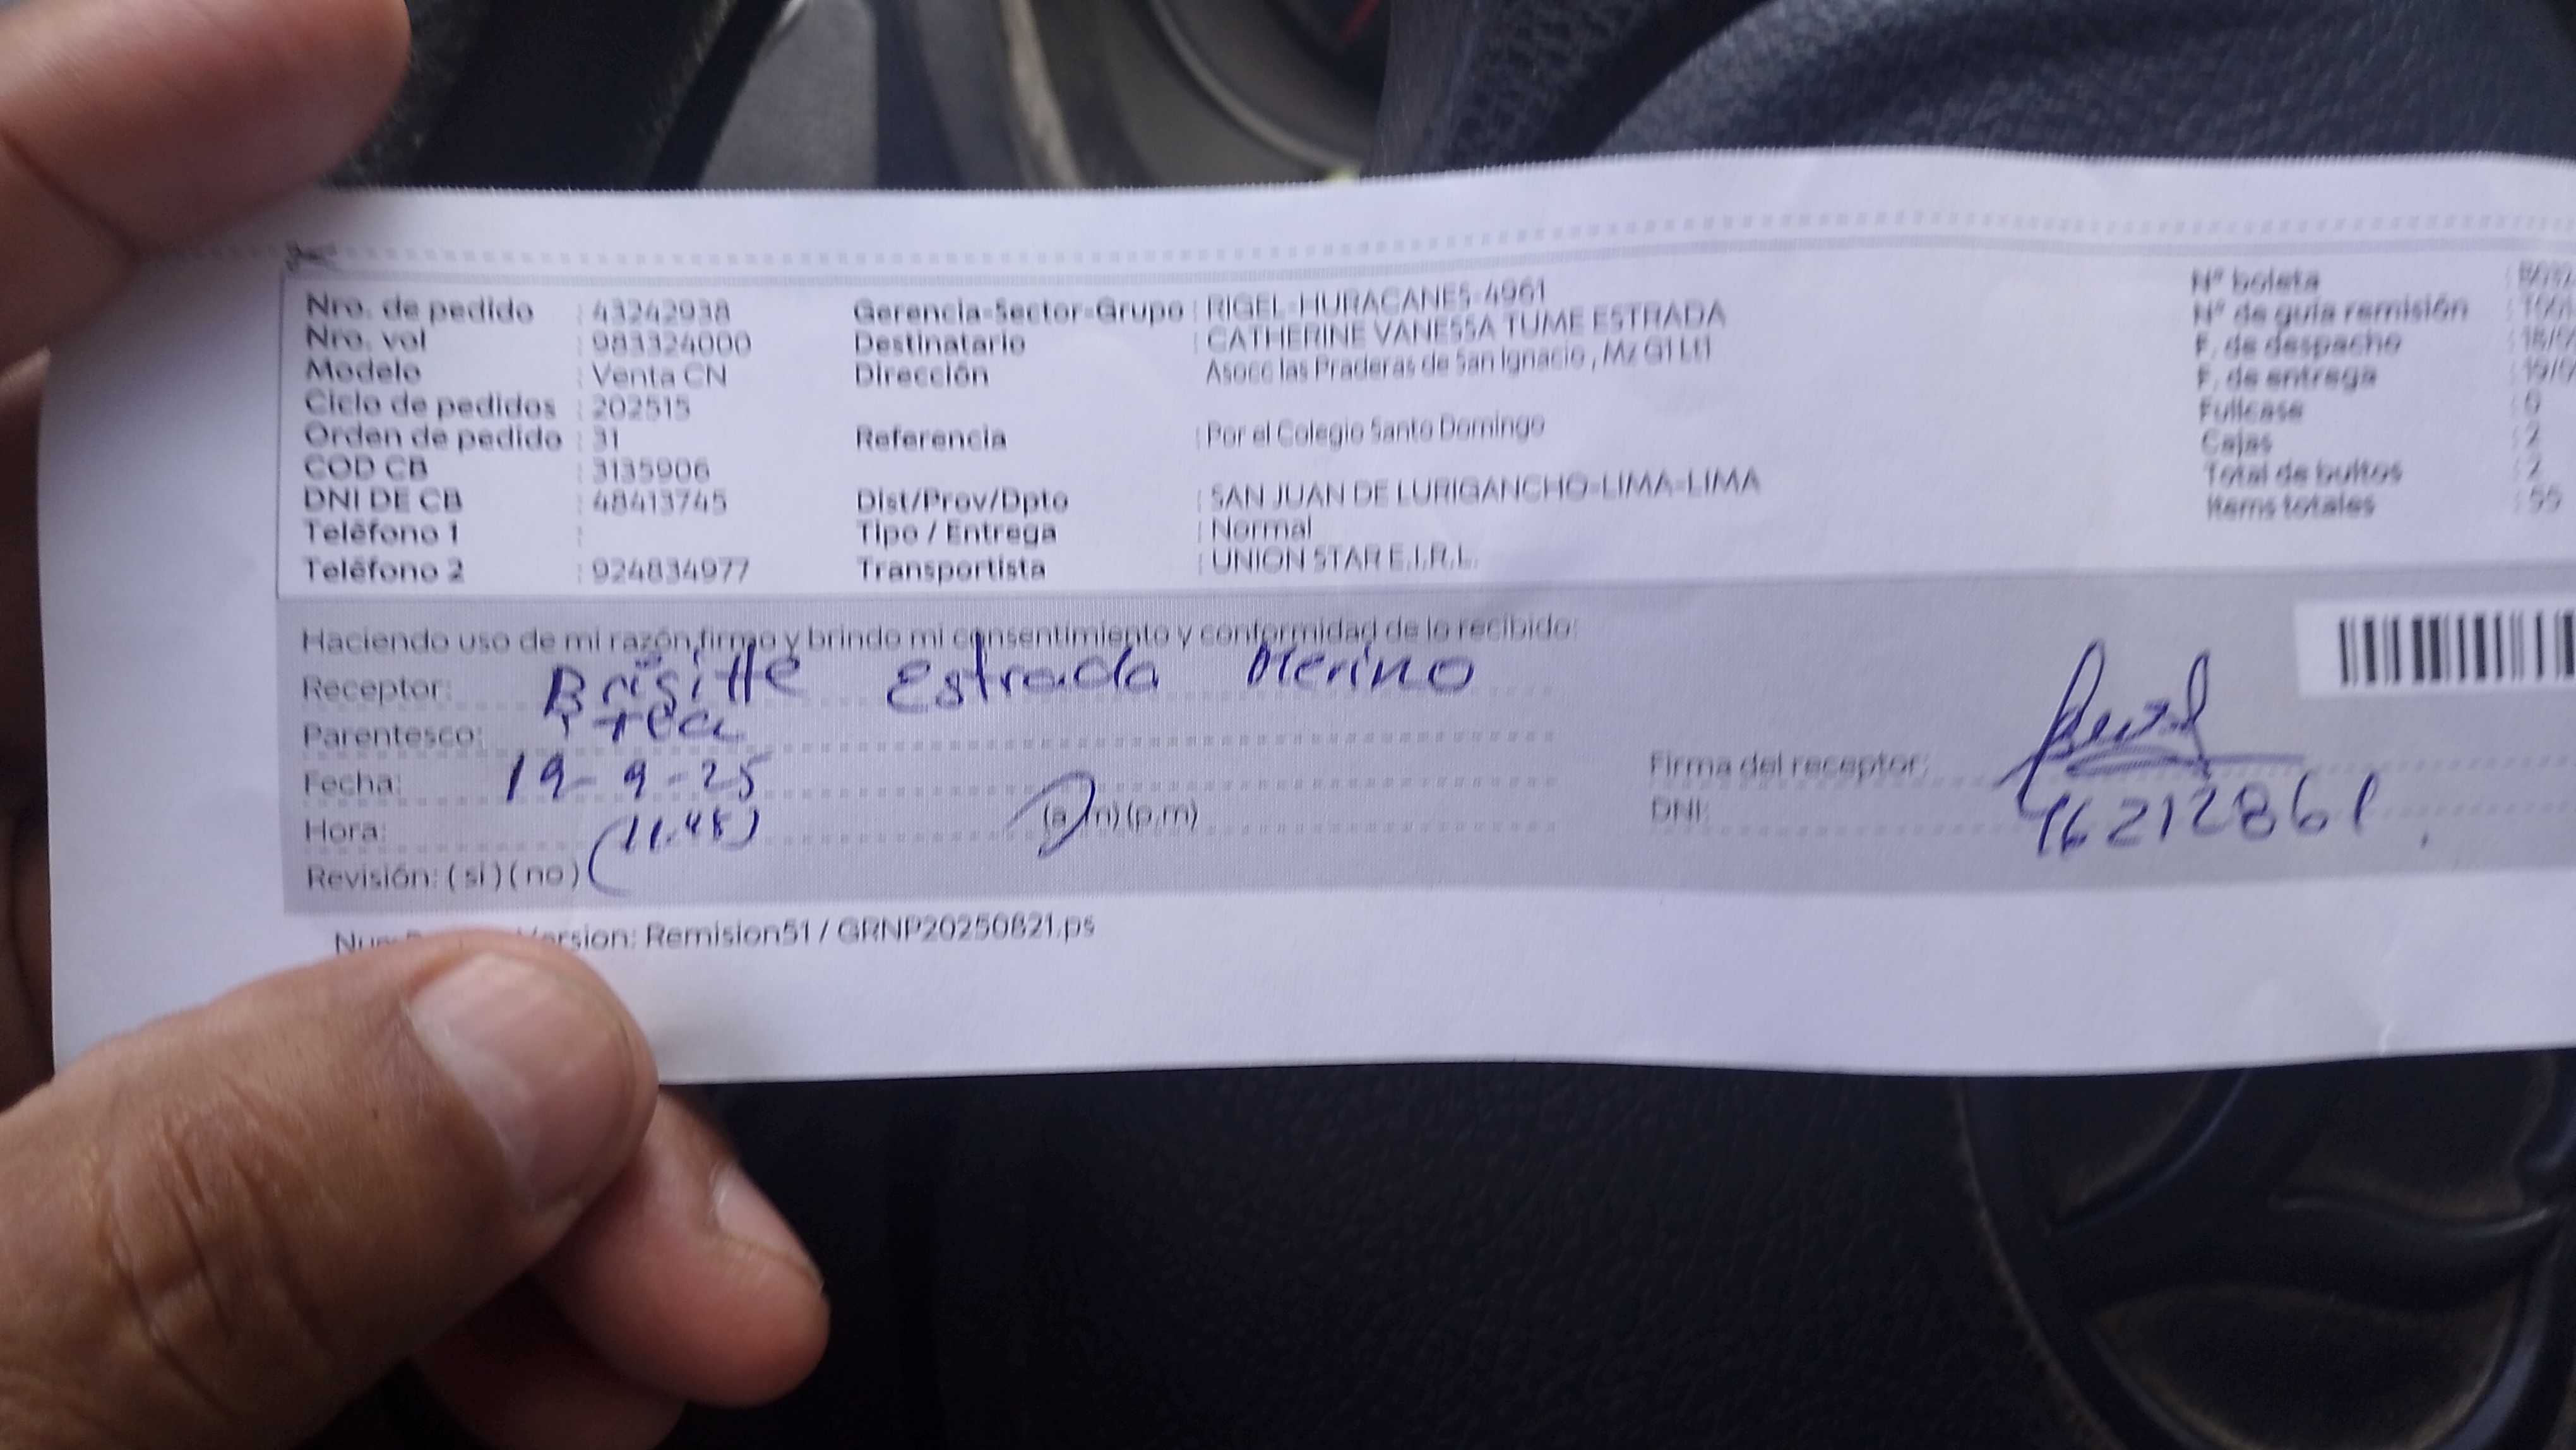 Nro. de pedido : 43242938
Nro. vol : 983324000
Modelo : Venta CN
Ciclo de pedidos : 202515
Orden de pedido : 31
COD CB : 3135906
DNI DE CB : 48413745
Teléfono 1 :
Teléfono 2 : 924834977
Gerencia-Sector-Grupo : RIGEL-HURACANES-4961
Destinatario : CATHERINE VANESSA TUME ESTRADA
Dirección : Asocc las Praderas de San Ignacio , Mz G1 Lt1
Referencia : Por el Colegio Santo Domingo
Dist/Prov/Dpto : SAN JUAN DE LURIGANCHO-LIMA-LIMA
Tipo / Entrega : Normal
Transportista : UNION STAR E.I.R.L.
N° boleta :
N° de guía remisión :
F. de despacho : 18/
F. de entrega : 19/
Fullcase : 0
Cajas : 2
Total de bultos : 2
Items totales : 55
Haciendo uso de mi razón,firmo y brindo mi consentimiento y conformidad de lo recibido:
Receptor: Brigitte Estrada Merino
Parentesco:
Fecha: 19-9-25
Hora: (11.45) (a.m) (p.m)
Revisión: ( si ) ( no )
Firma del receptor:
DNI: 46212861
Version: Remision51 / GRNP20250821.ps